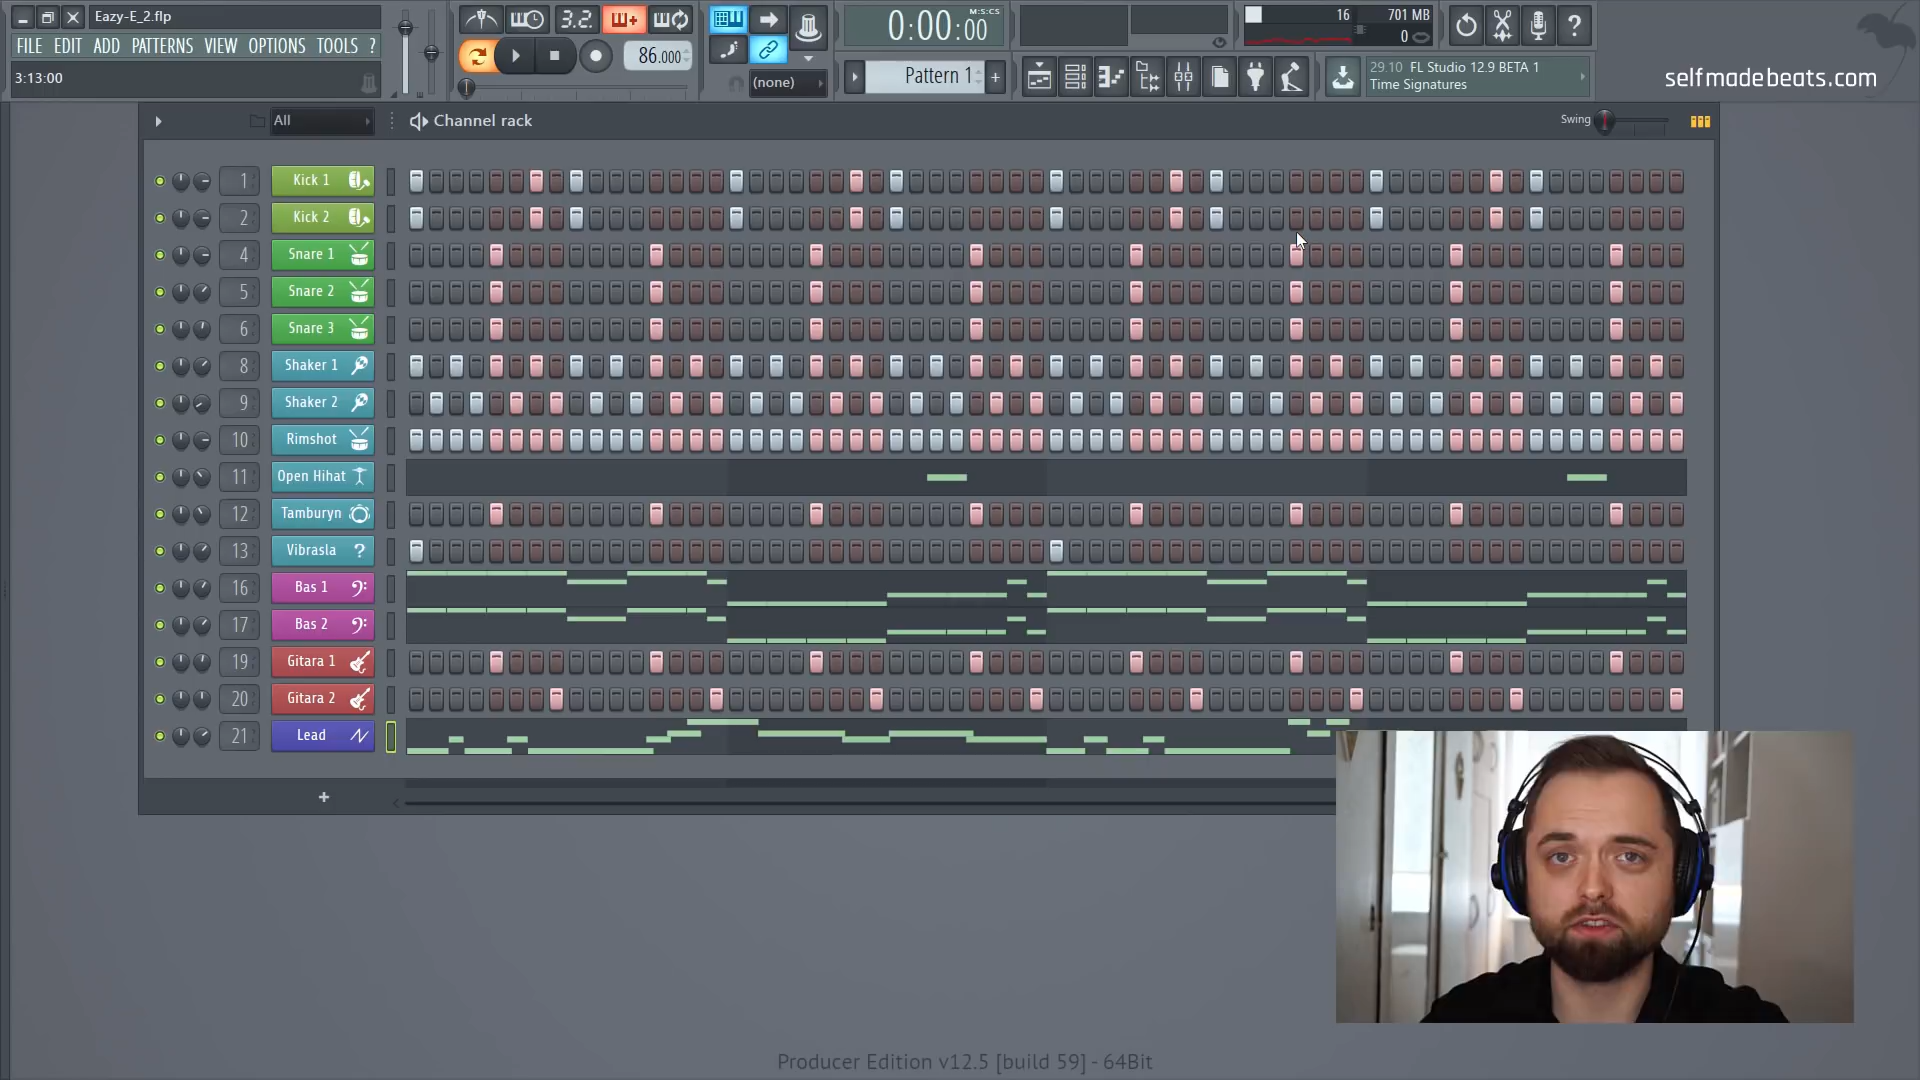 Eazy-E_2.flp
FILE EDIT ADD PATTERNS VIEW OPTIONS TOOLS ?
3:13:00
3.2.
86.000
(none)
0:00:00
M:S:CS
Pattern 1
+
16
701 MB
0
?
29.10 FL Studio 12.9 BETA 1
Time Signatures
selfmadebeats.com
All
Channel rack
Swing
1 Kick 1
2 Kick 2
4 Snare 1
5 Snare 2
6 Snare 3
8 Shaker 1
9 Shaker 2
10 Rimshot
11 Open Hihat
12 Tamburyn
13 Vibrasla ?
16 Bas 1
17 Bas 2
19 Gitara 1
20 Gitara 2
21 Lead
+
Producer Edition v12.5 [build 59] - 64Bit